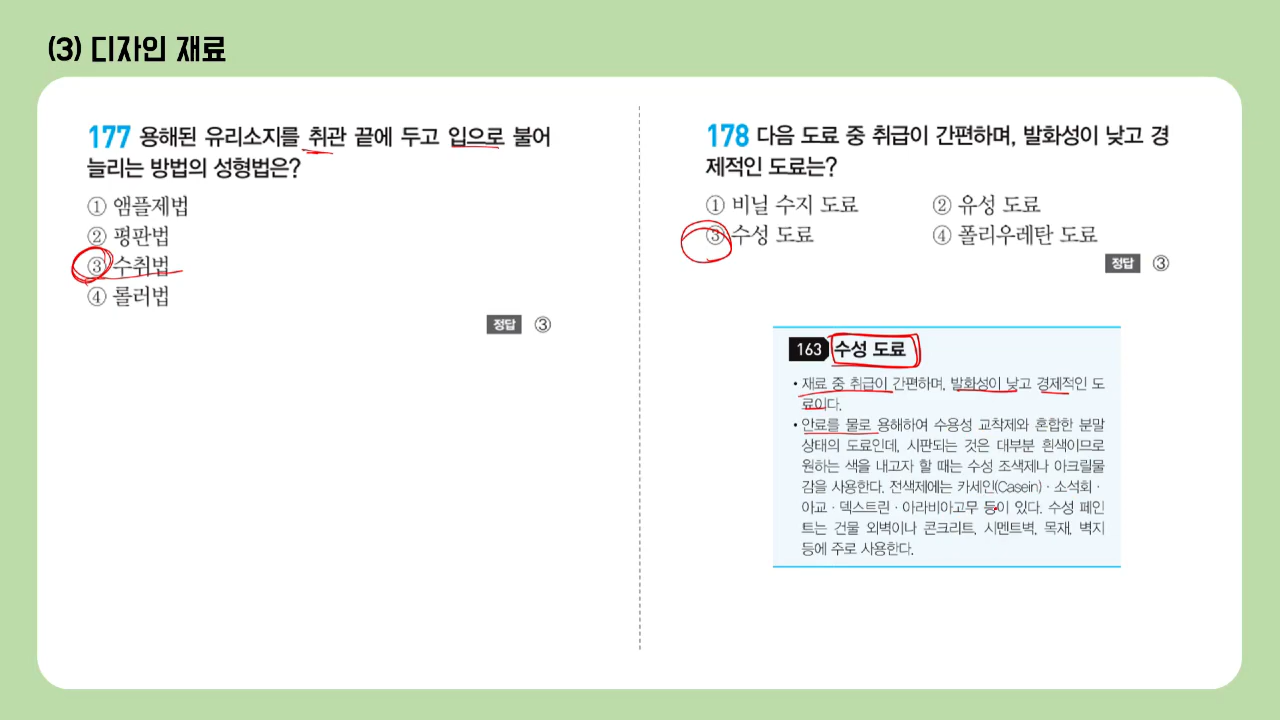 (3) 디자인 재료
177 용해된 유리소지를 취관 끝에 두고 입으로 불어
늘리는 방법의 성형법은?
① 앰플제법
② 평판법
③ 수취법
④ 롤러법
정답 ③
178 다음 도료 중 취급이 간편하며, 발화성이 낮고 경
제적인 도료는?
① 비닐 수지 도료 ② 유성 도료
③ 수성 도료 ④ 폴리우레탄 도료
정답 ③
163 수성 도료
• 재료 중 취급이 간편하며, 발화성이 낮고 경제적인 도
료이다.
• 안료를 물로 용해하여 수용성 교착제와 혼합한 분말
상태의 도료인데, 시판되는 것은 대부분 흰색이므로
원하는 색을 내고자 할 때는 수성 조색제나 아크릴물
감을 사용한다. 전색제에는 카세인(Casein) · 소석회 ·
아교 · 덱스트린 · 아라비아고무 등이 있다. 수성 페인
트는 건물 외벽이나 콘크리트, 시멘트벽, 목재, 벽지
등에 주로 사용한다.